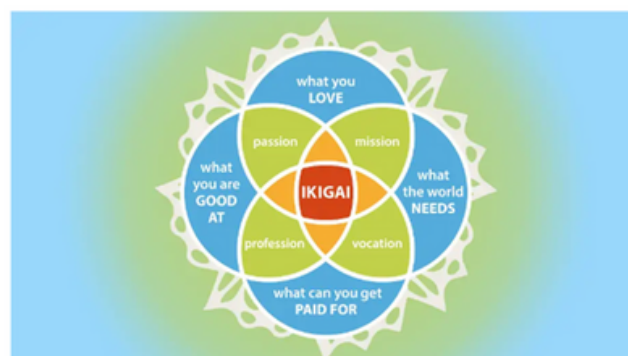 what you
LOVE
passion
mission
what
you are
GOOD
AT
IKIGAI
what
the world
NEEDS
profession
vocation
what can you get
PAID FOR